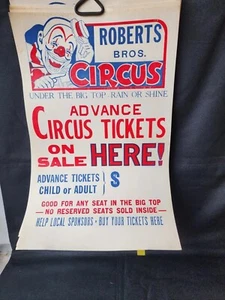 ROBERTS
BROS.
CIRCUS
UNDER THE BIG TOP - RAIN OR SHINE
ADVANCE
CIRCUS TICKETS
ON
SALE HERE!
ADVANCE TICKETS
CHILD or ADULT
$
GOOD FOR ANY SEAT IN THE BIG TOP
— NO RESERVED SEATS SOLD INSIDE —
HELP LOCAL SPONSORS - BUY YOUR TICKETS HERE